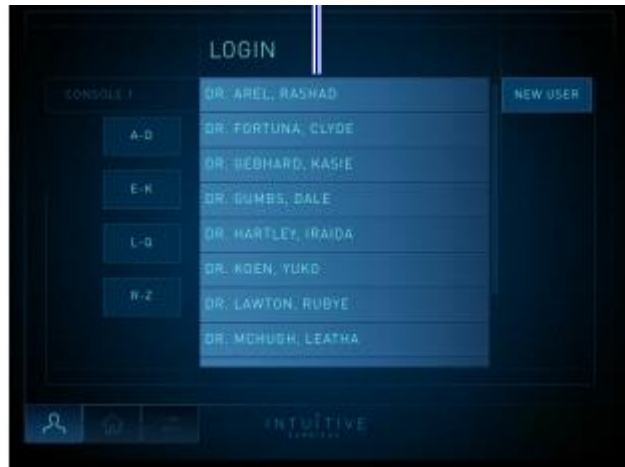 LOGIN
CONSOLE 1
DR. AREL, RASHAD
NEW USER
A-D
DR. FORTUNA, CLYDE
DR. GEBHARD, KASIE
E-K
DR. GUMBS, DALE
L-Q
DR. HARTLEY, IRAIDA
DR. KOEN, YUKO
R-Z
DR. LAWTON, RUBYE
DR. MCHUGH, LEATHA
INTUITIVE
SURGICAL